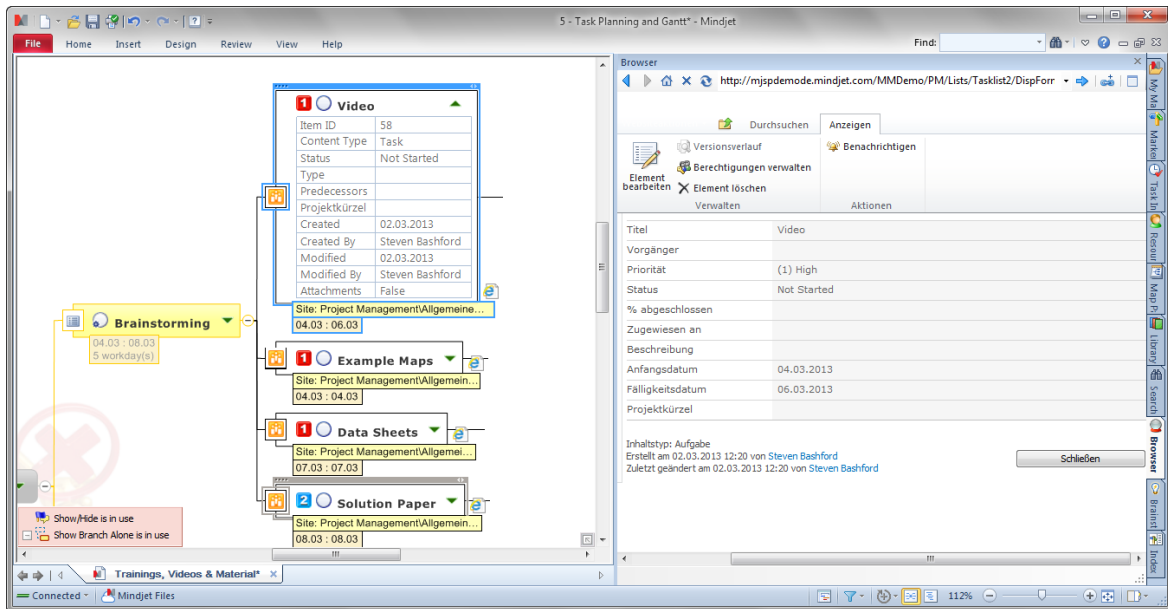 5 - Task Planning and Gantt* - Mindjet
File Home Insert Design Review View Help Find:
Video
Item ID 58
Content Type Task
Status Not Started
Type
Predecessors
Projektkürzel
Created 02.03.2013
Created By Steven Bashford
Modified 02.03.2013
Modified By Steven Bashford
Attachments False
Site: Project Management\Allgemeine...
04.03 : 06.03
Brainstorming
04.03 : 08.03
5 workday(s)
1 Example Maps
Site: Project Management\Allgemein...
04.03 : 04.03
1 Data Sheets
Site: Project Management\Allgemei...
07.03 : 07.03
2 Solution Paper
Site: Project Management\Allgemein...
08.03 : 08.03
Show/Hide is in use
Show Branch Alone is in use
Trainings, Videos & Material*
Browser
http://mjspdemode.mindjet.com/MMDemo/PM/Lists/Tasklist2/DispForr
Durchsuchen Anzeigen
Element bearbeiten
Versionsverlauf
Berechtigungen verwalten
Element löschen
Verwalten
Benachrichtigen
Aktionen
Titel Video
Vorgänger
Priorität (1) High
Status Not Started
% abgeschlossen
Zugewiesen an
Beschreibung
Anfangsdatum 04.03.2013
Fälligkeitsdatum 06.03.2013
Projektkürzel
Inhaltstyp: Aufgabe
Erstellt am 02.03.2013 12:20 von Steven Bashford
Zuletzt geändert am 02.03.2013 12:20 von Steven Bashford
Schließen
My Ma
Marker
Task In
Resour
Map P
Library
Search
Browser
Brainst
Index
Connected Mindjet Files 112%